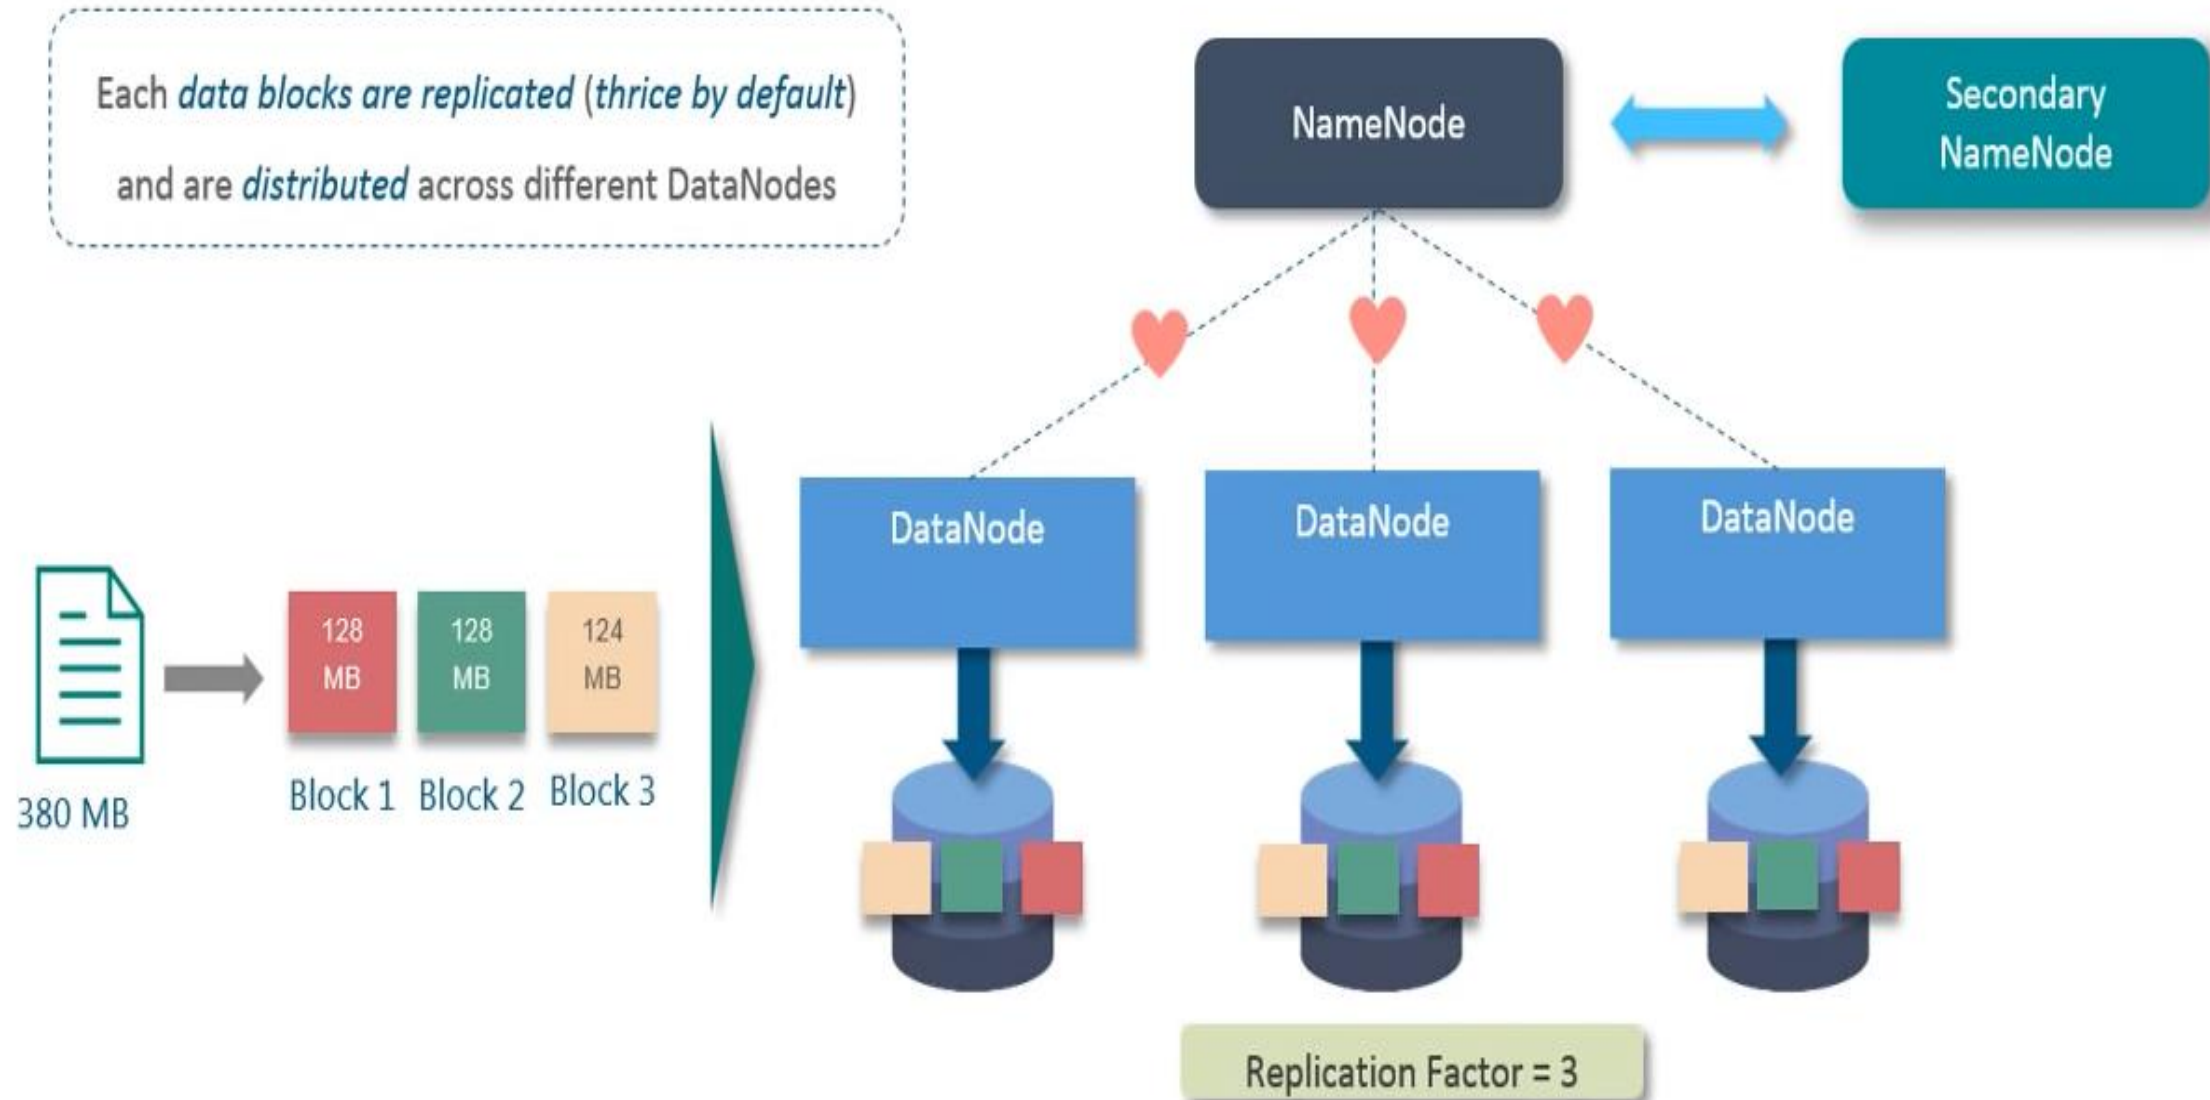 Each data blocks are replicated (thrice by default)
and are distributed across different DataNodes
NameNode
Secondary
NameNode
DataNode
DataNode
DataNode
128
MB
128
MB
124
MB
380 MB
Block 1
Block 2
Block 3
Replication Factor = 3